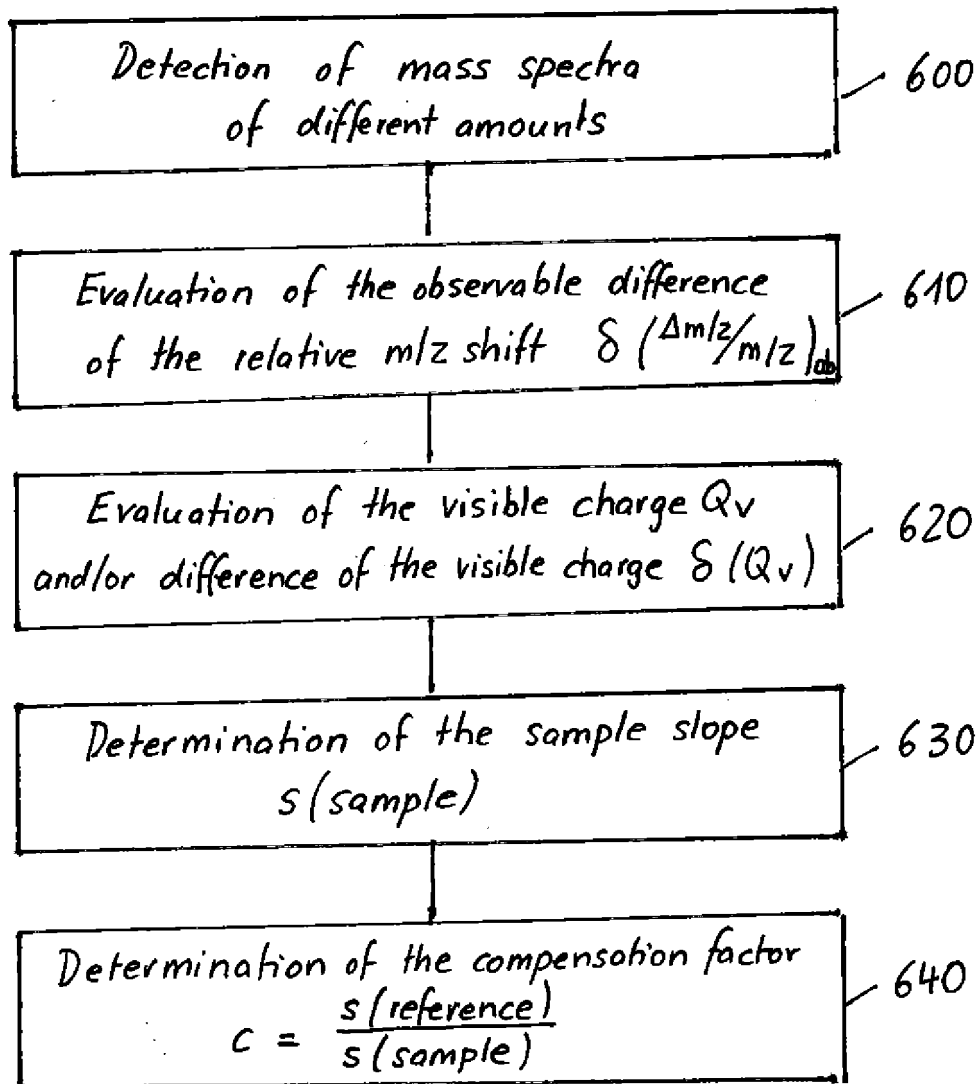 Detection of mass spectra
of different amounts
600
Evaluation of the observable difference
of the relative m/z shift δ (Δm/z/m/z)ob
610
Evaluation of the visible charge Qv
and/or difference of the visible charge δ (Qv)
620
Determination of the sample slope
s (sample)
630
Determination of the compensation factor
c = s (reference) / s (sample)
640